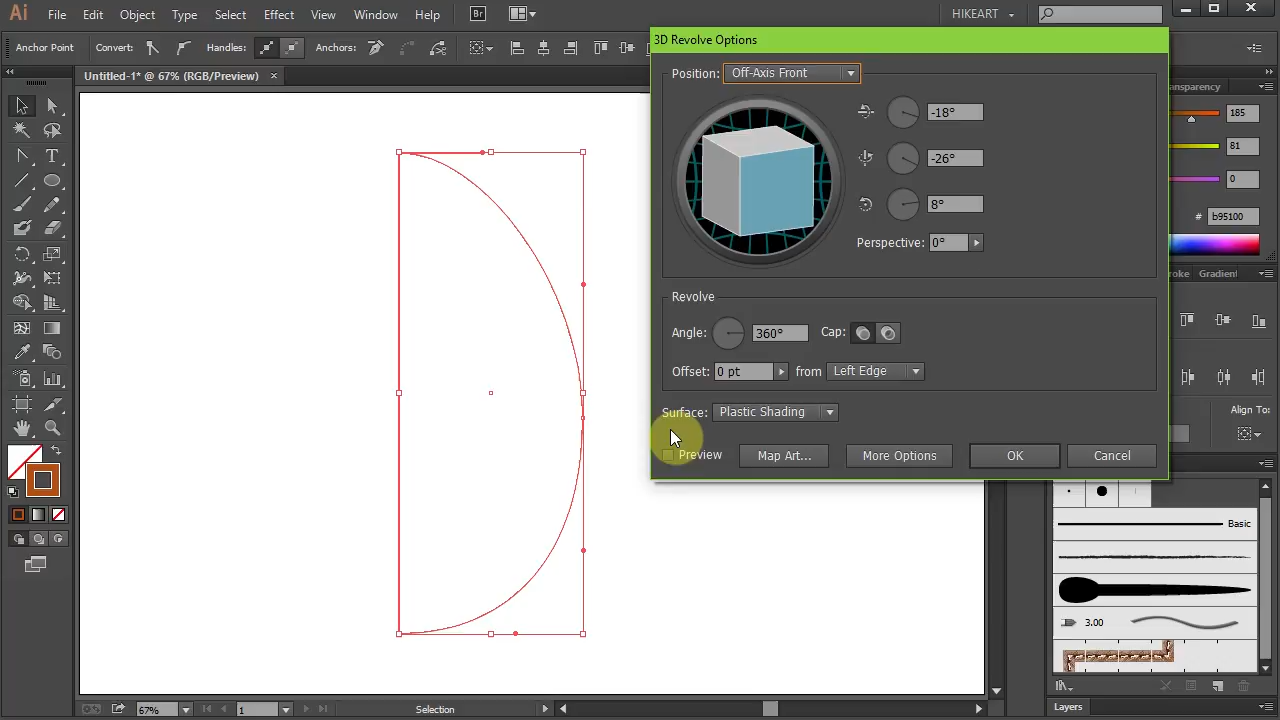 Ai File Edit Object Type Select Effect View Window Help Br HIKEART
Anchor Point Convert: Handles: Anchors:
3D Revolve Options
Untitled-1* @ 67% (RGB/Preview) ×
Position: Off-Axis Front
-18°
-26°
8°
Perspective: 0°
Revolve
Angle: 360° Cap:
Offset: 0 pt from Left Edge
Surface: Plastic Shading
Preview Map Art... More Options OK Cancel
ransparency
185
81
0
# b95100
roke Gradient
Align To:
Basic
3.00
Layers
67% 1 Selection